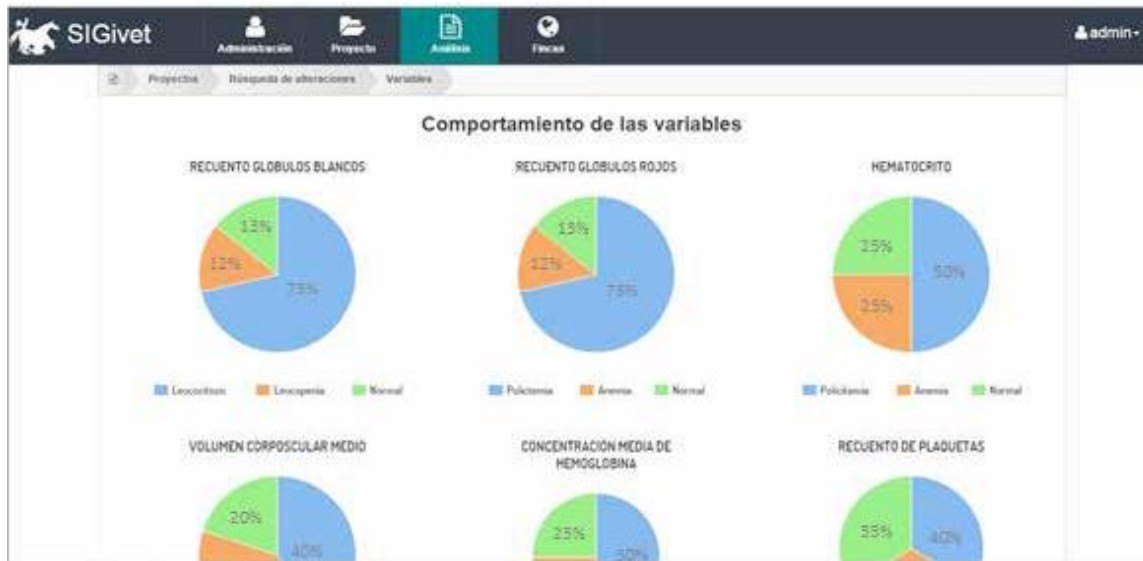 SIGivet
Administración
Proyecto
Análisis
Fincas
admin
Proyectos
Búsqueda de alteraciones
Variables
Comportamiento de las variables
RECUENTO GLOBULOS BLANCOS
13%
12%
75%
Leucocitosis
Leucopenia
Normal
RECUENTO GLOBULOS ROJOS
13%
12%
75%
Policitemia
Anemia
Normal
HEMATOCRITO
25%
50%
25%
Policitemia
Anemia
Normal
VOLUMEN CORPOSCULAR MEDIO
20%
40%
CONCENTRACIÓN MEDIA DE
HEMOGLOBINA
25%
50%
RECUENTO DE PLAQUETAS
35%
40%